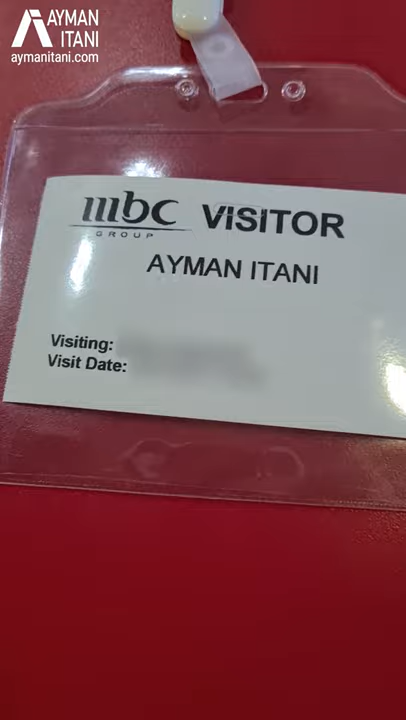 AYMAN
ITANI
aymanitani.com
mbc VISITOR
GROUP
AYMAN ITANI
Visiting:
Visit Date: